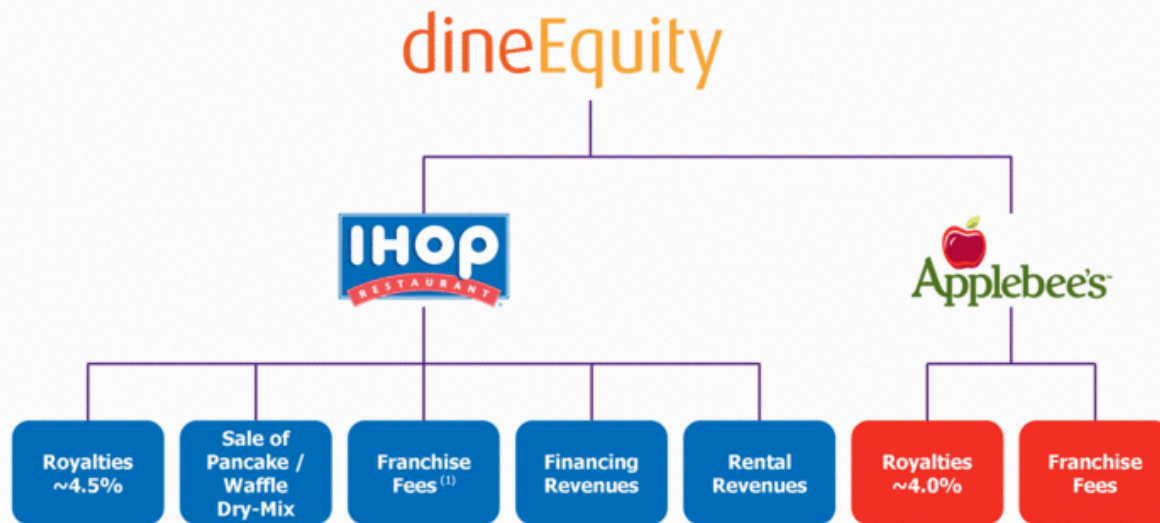 dineEquity
IHOP
RESTAURANT
Applebee's
Royalties
~4.5%
Sale of
Pancake /
Waffle
Dry-Mix
Franchise
Fees (1)
Financing
Revenues
Rental
Revenues
Royalties
~4.0%
Franchise
Fees